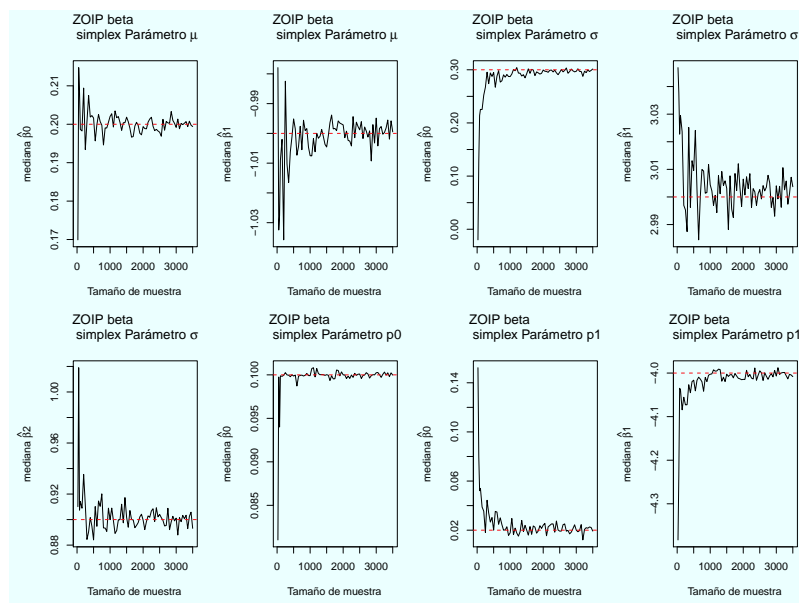 ZOIP beta
simplex Parámetro μ
mediana β̂0
0.17 0.18 0.19 0.20 0.21
0 1000 2000 3000
Tamaño de muestra
ZOIP beta
simplex Parámetro μ
mediana β̂1
−1.03 −1.01 −0.99
0 1000 2000 3000
Tamaño de muestra
ZOIP beta
simplex Parámetro σ
mediana β̂0
0.00 0.10 0.20 0.30
0 1000 2000 3000
Tamaño de muestra
ZOIP beta
simplex Parámetro σ
mediana β̂1
2.99 3.01 3.03
0 1000 2000 3000
Tamaño de muestra
ZOIP beta
simplex Parámetro σ
mediana β̂2
0.88 0.92 0.96 1.00
0 1000 2000 3000
Tamaño de muestra
ZOIP beta
simplex Parámetro p0
mediana β̂0
0.085 0.090 0.095 0.100
0 1000 2000 3000
Tamaño de muestra
ZOIP beta
simplex Parámetro p1
mediana β̂0
0.02 0.06 0.10 0.14
0 1000 2000 3000
Tamaño de muestra
ZOIP beta
simplex Parámetro p1
mediana β̂1
−4.3 −4.2 −4.1 −4.0
0 1000 2000 3000
Tamaño de muestra